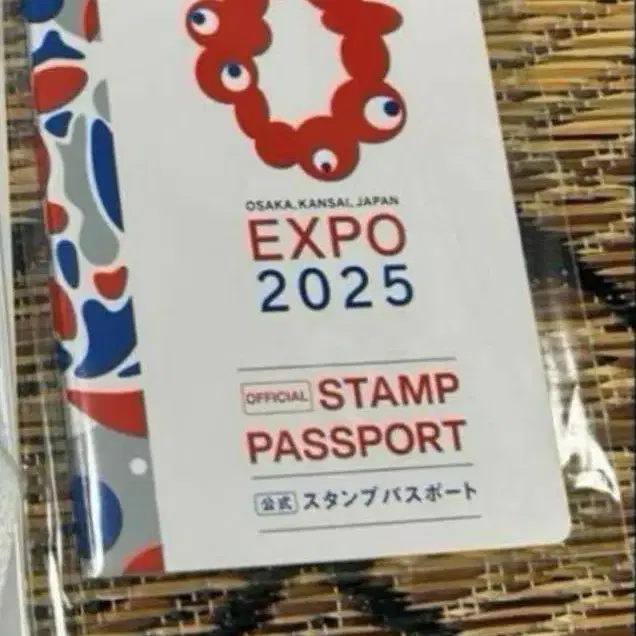 OSAKA, KANSAI, JAPAN
EXPO
2025
OFFICIAL STAMP
PASSPORT
公式 スタンプパスポート